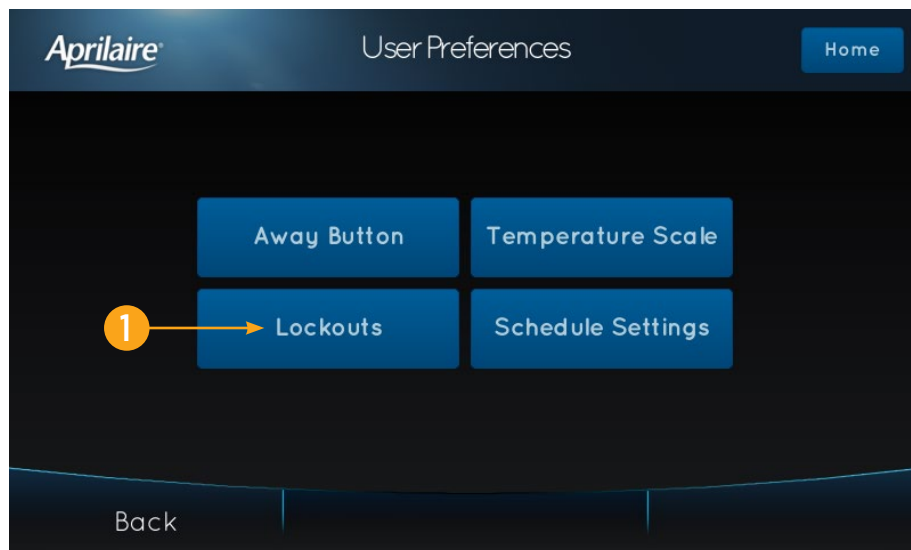 Aprilaire® User Preferences Home
Away Button Temperature Scale
1 Lockouts Schedule Settings
Back